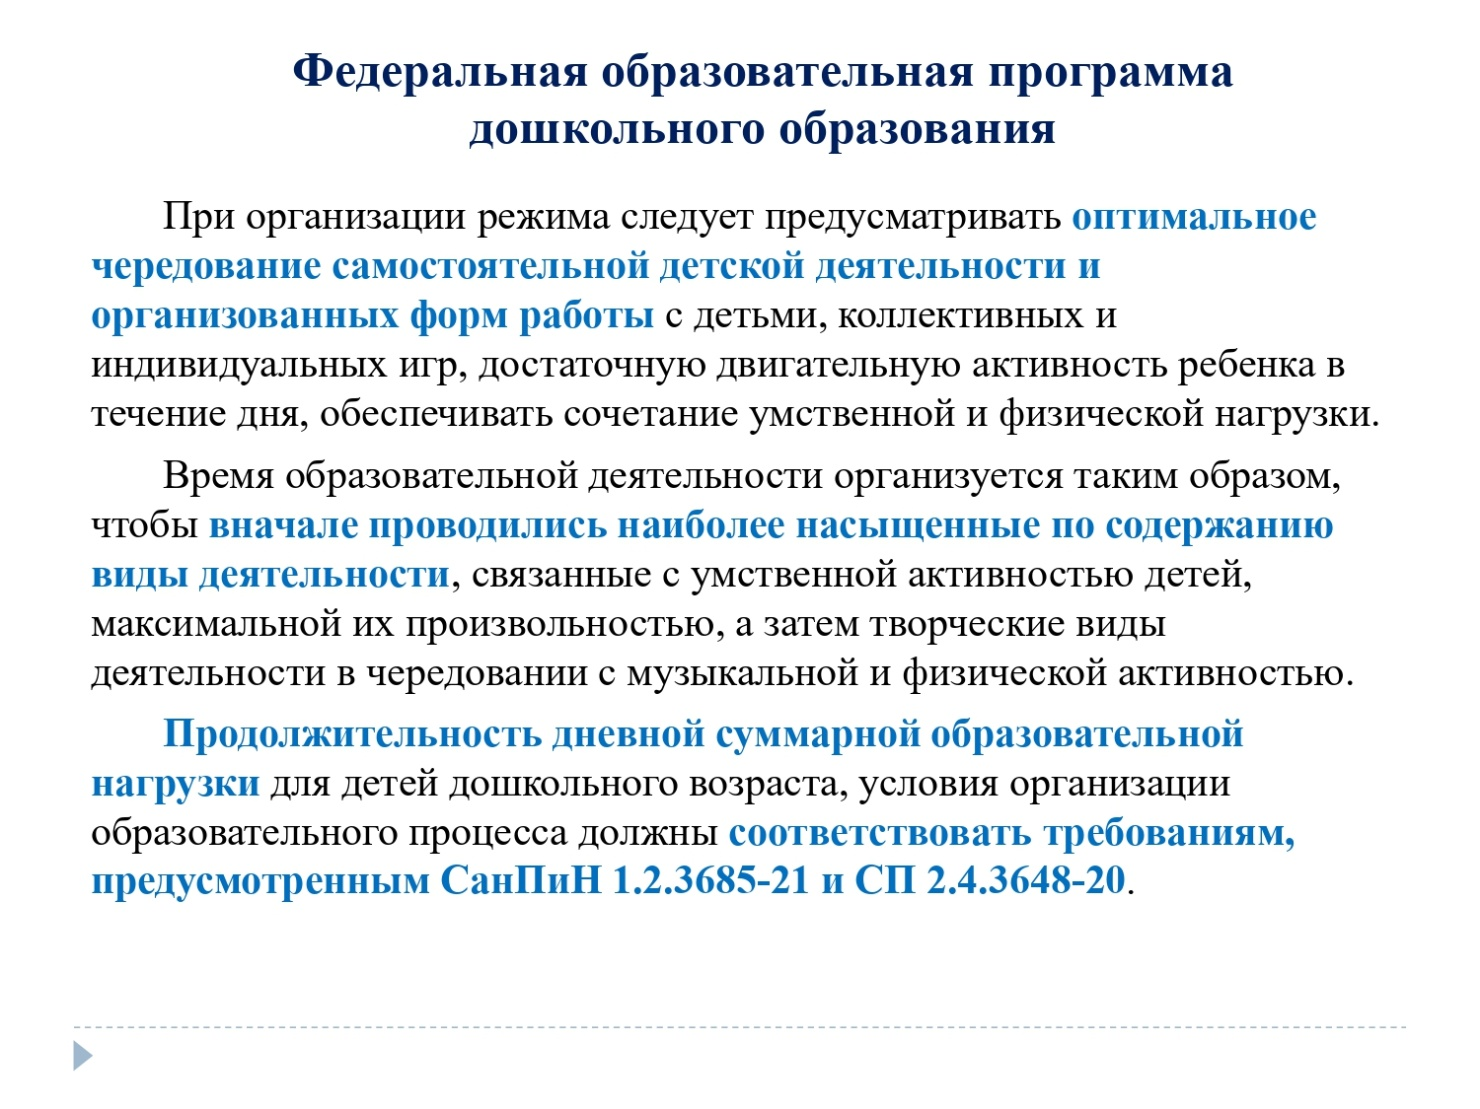 Федеральная образовательная программа
дошкольного образования
При организации режима следует предусматривать оптимальное
чередование самостоятельной детской деятельности и
организованных форм работы с детьми, коллективных и
индивидуальных игр, достаточную двигательную активность ребенка в
течение дня, обеспечивать сочетание умственной и физической нагрузки.
Время образовательной деятельности организуется таким образом,
чтобы вначале проводились наиболее насыщенные по содержанию
виды деятельности, связанные с умственной активностью детей,
максимальной их произвольностью, а затем творческие виды
деятельности в чередовании с музыкальной и физической активностью.
Продолжительность дневной суммарной образовательной
нагрузки для детей дошкольного возраста, условия организации
образовательного процесса должны соответствовать требованиям,
предусмотренным СанПиН 1.2.3685-21 и СП 2.4.3648-20.